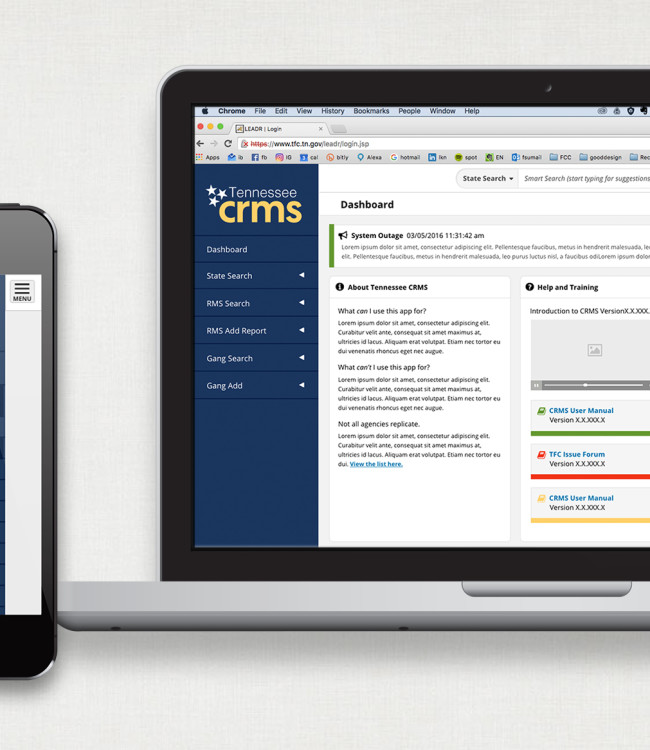 Chrome File Edit View History Bookmarks People Window Help
LEADR | Login ×
https://www.tfc.tn.gov/leadr/login.jsp
Apps lb fb IG cal bitly Alexa hotmail lkn spot EN fsumail FCC gooddesign Rec
Tennessee
crms
State Search Smart Search (start typing for suggestions
Dashboard
Dashboard
State Search
RMS Search
RMS Add Report
Gang Search
Gang Add
System Outage 03/05/2016 11:31:42 am
Lorem ipsum dolor sit amet, consectetur adipiscing elit. Pellentesque faucibus, metus in hendrerit malesuada, le
elit. Pellentesque faucibus, metus in hendrerit malesuada, leo purus luctus nisl, a faucibus odiLorem ipsum dolor
About Tennessee CRMS
What can I use this app for?
Lorem ipsum dolor sit amet, consectetur adipiscing elit.
Curabitur velit ante, consequat sit amet maximus at,
ultricies id lacus. Aliquam erat volutpat. Etiam nec tortor eu
dui venenatis rhoncus eget nec augue.
What can't I use this app for?
Lorem ipsum dolor sit amet, consectetur adipiscing elit.
Curabitur velit ante, consequat sit amet maximus at,
ultricies id lacus. Aliquam erat volutpat. Etiam nec tortor eu
dui venenatis rhoncus eget nec augue.
Not all agencies replicate.
Lorem ipsum dolor sit amet, consectetur adipiscing elit.
Curabitur velit ante, consequat sit amet maximus at,
ultricies id lacus. Aliquam erat volutpat. Etiam nec tortor eu
dui. View the list here.
Help and Training
Introduction to CRMS VersionX.X.XXX.
CRMS User Manual
Version X.X.XXX.X
TFC Issue Forum
Version X.X.XXX.X
CRMS User Manual
Version X.X.XXX.X
MENU